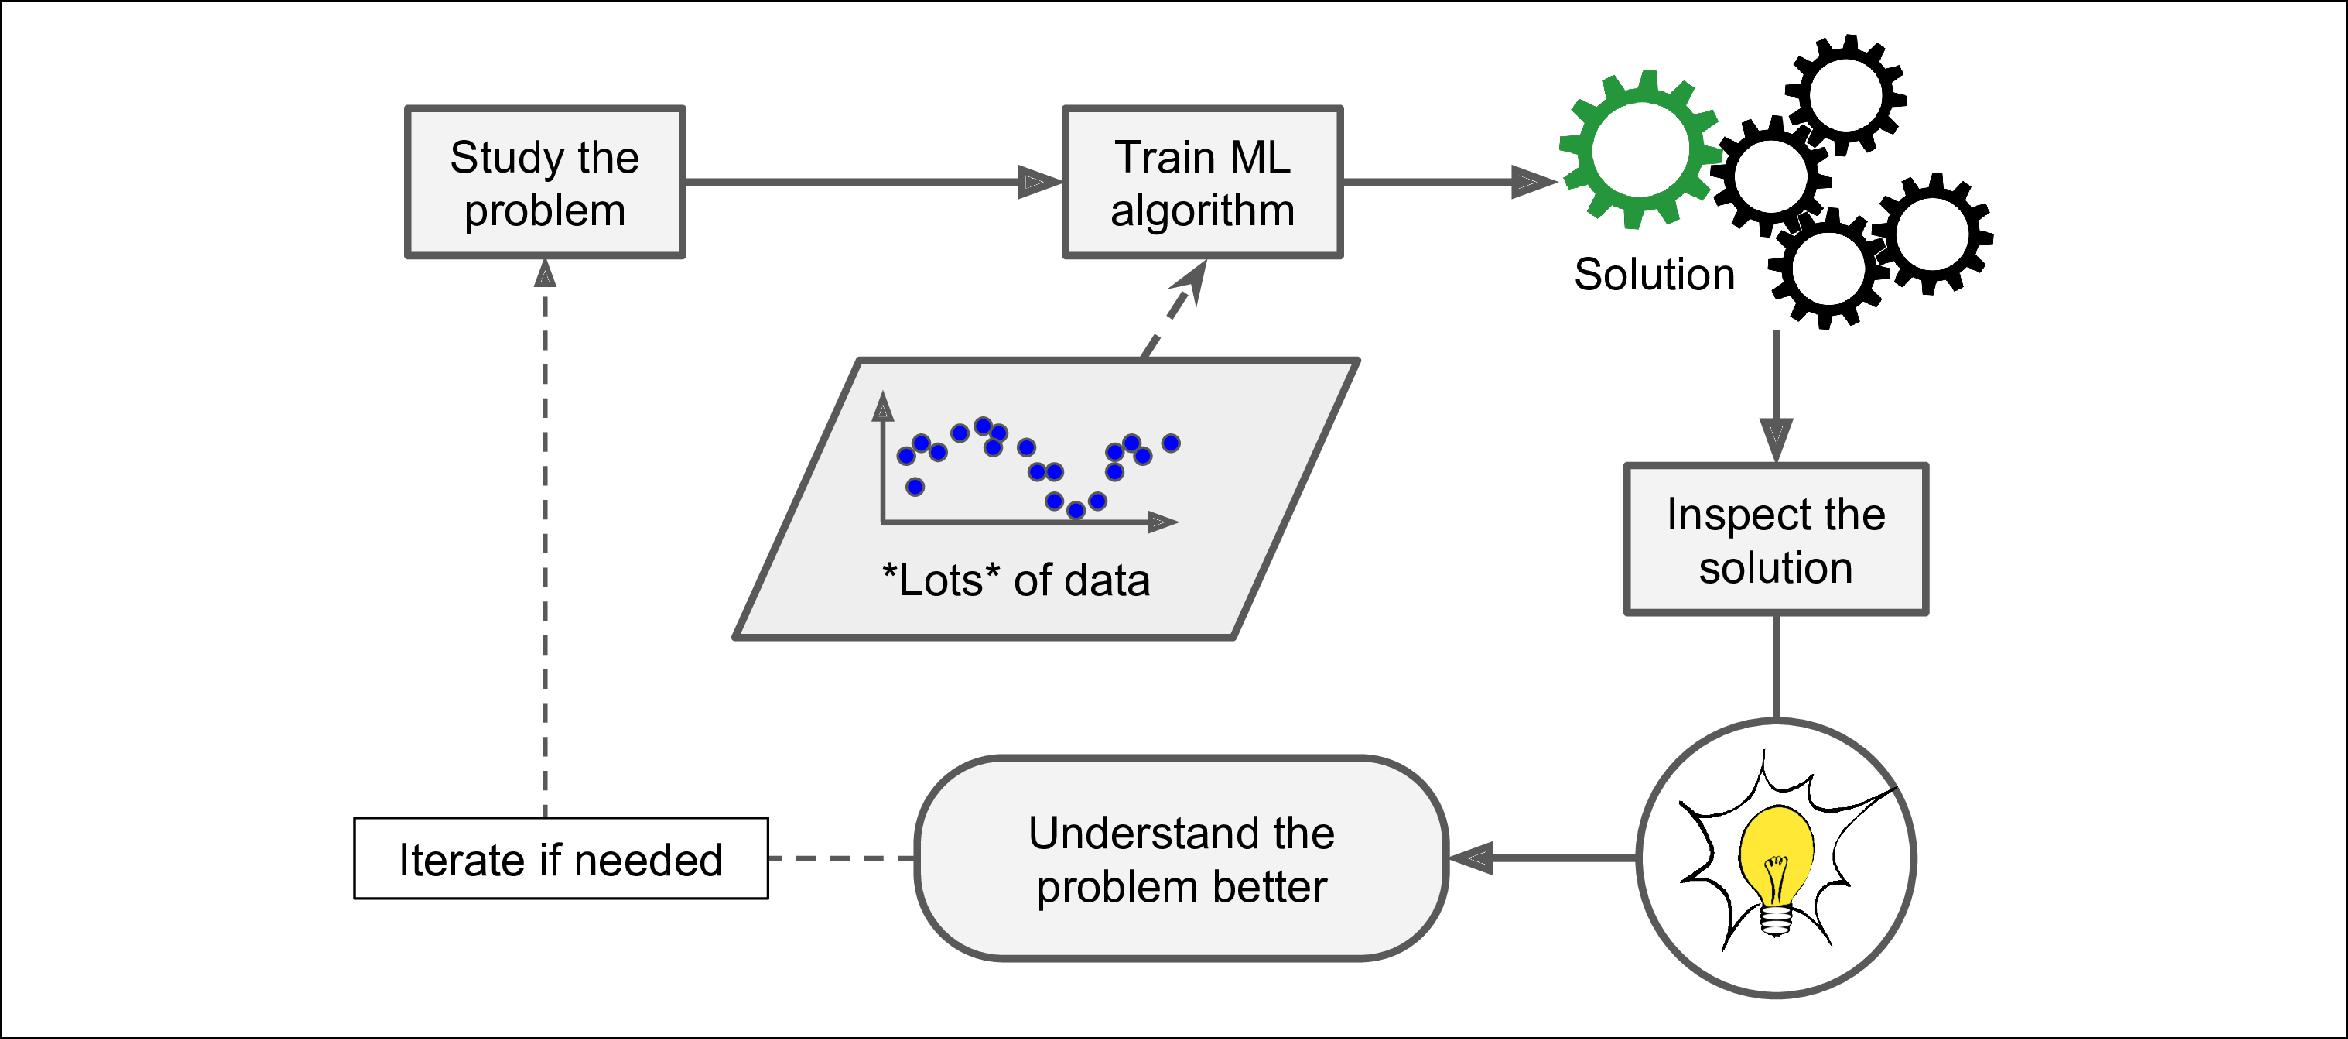 Study the
problem
Train ML
algorithm
Solution
*Lots* of data
Inspect the
solution
Understand the
problem better
Iterate if needed